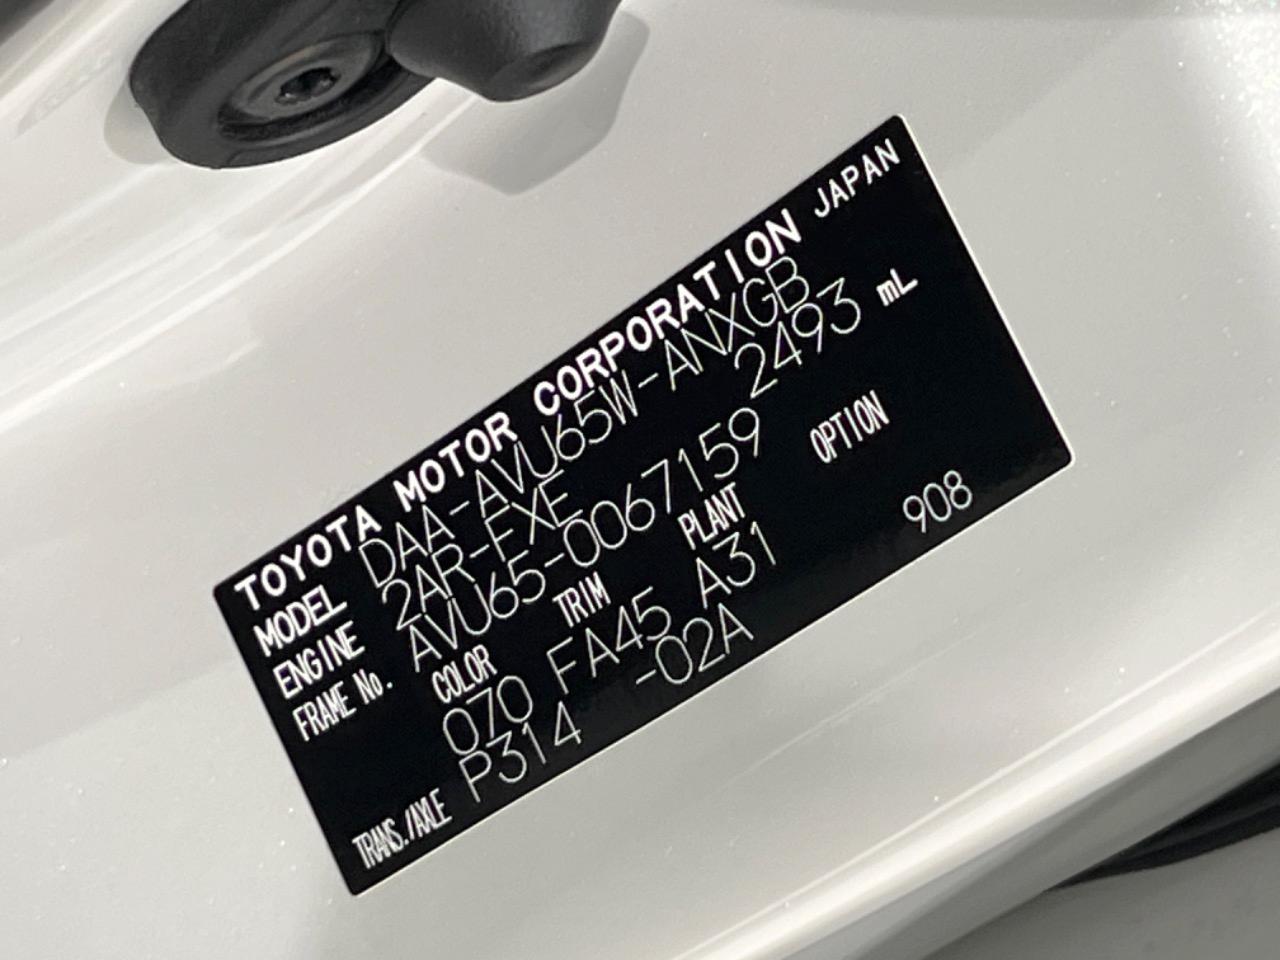 TOYOTA MOTOR CORPORATION JAPAN
MODEL DAA-AVU65W-ANXGB
ENGINE 2AR-FXE 2493 mL
FRAME No. AVU65-0067159
COLOR TRIM PLANT OPTION
070 FA45 A31 908
TRANS./AXLE P314 -02A